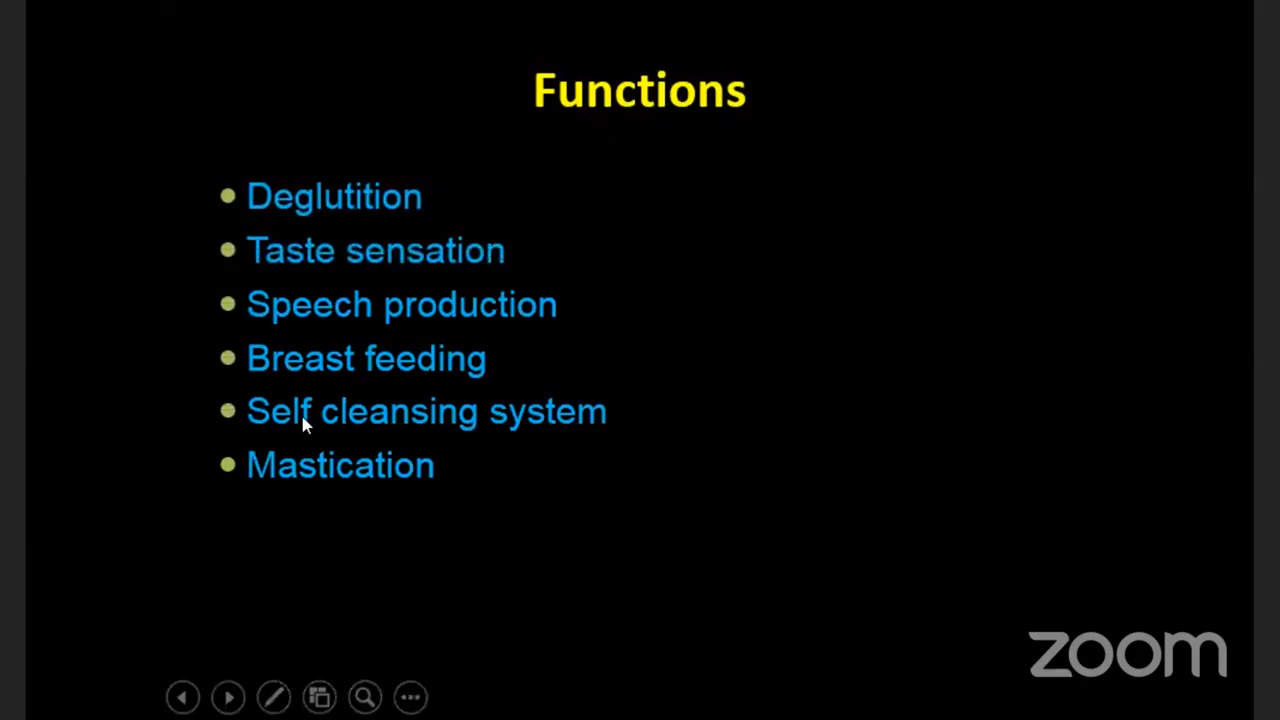 Functions
Deglutition
Taste sensation
Speech production
Breast feeding
Self cleansing system
Mastication
zoom